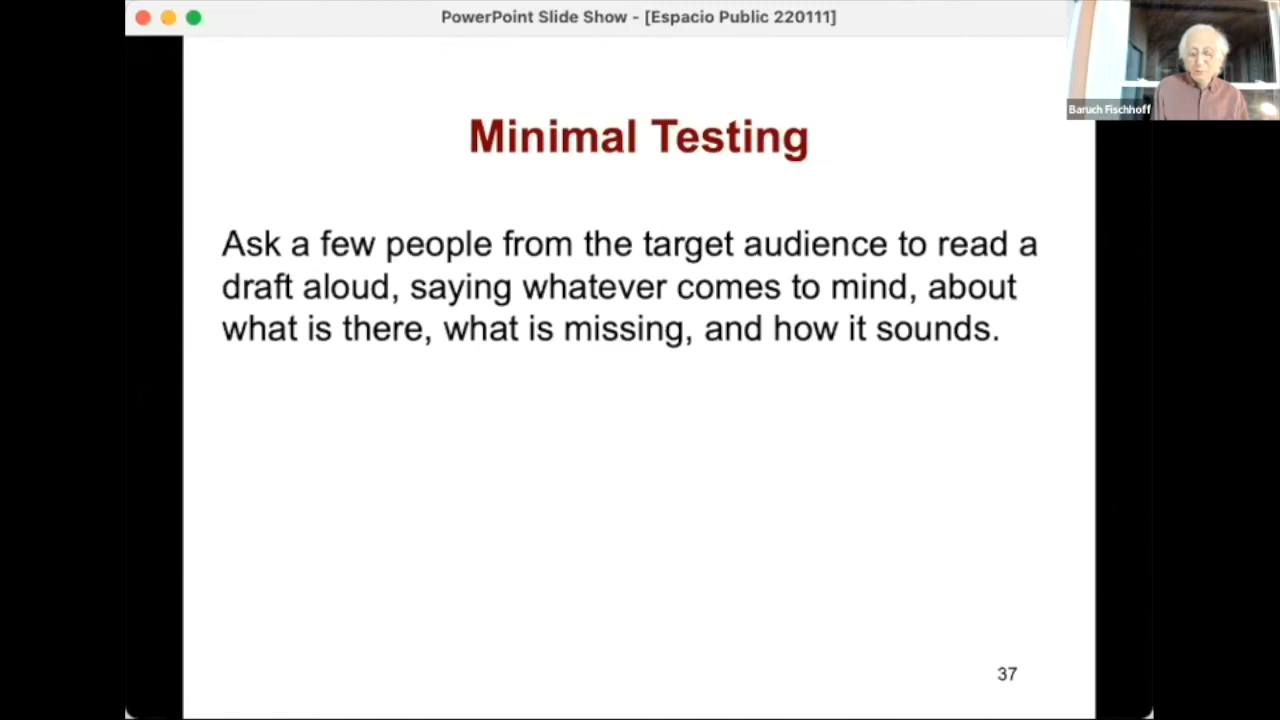 PowerPoint Slide Show - [Espacio Public 220111]
Baruch Fischhoff
Minimal Testing
Ask a few people from the target audience to read a
draft aloud, saying whatever comes to mind, about
what is there, what is missing, and how it sounds.
37